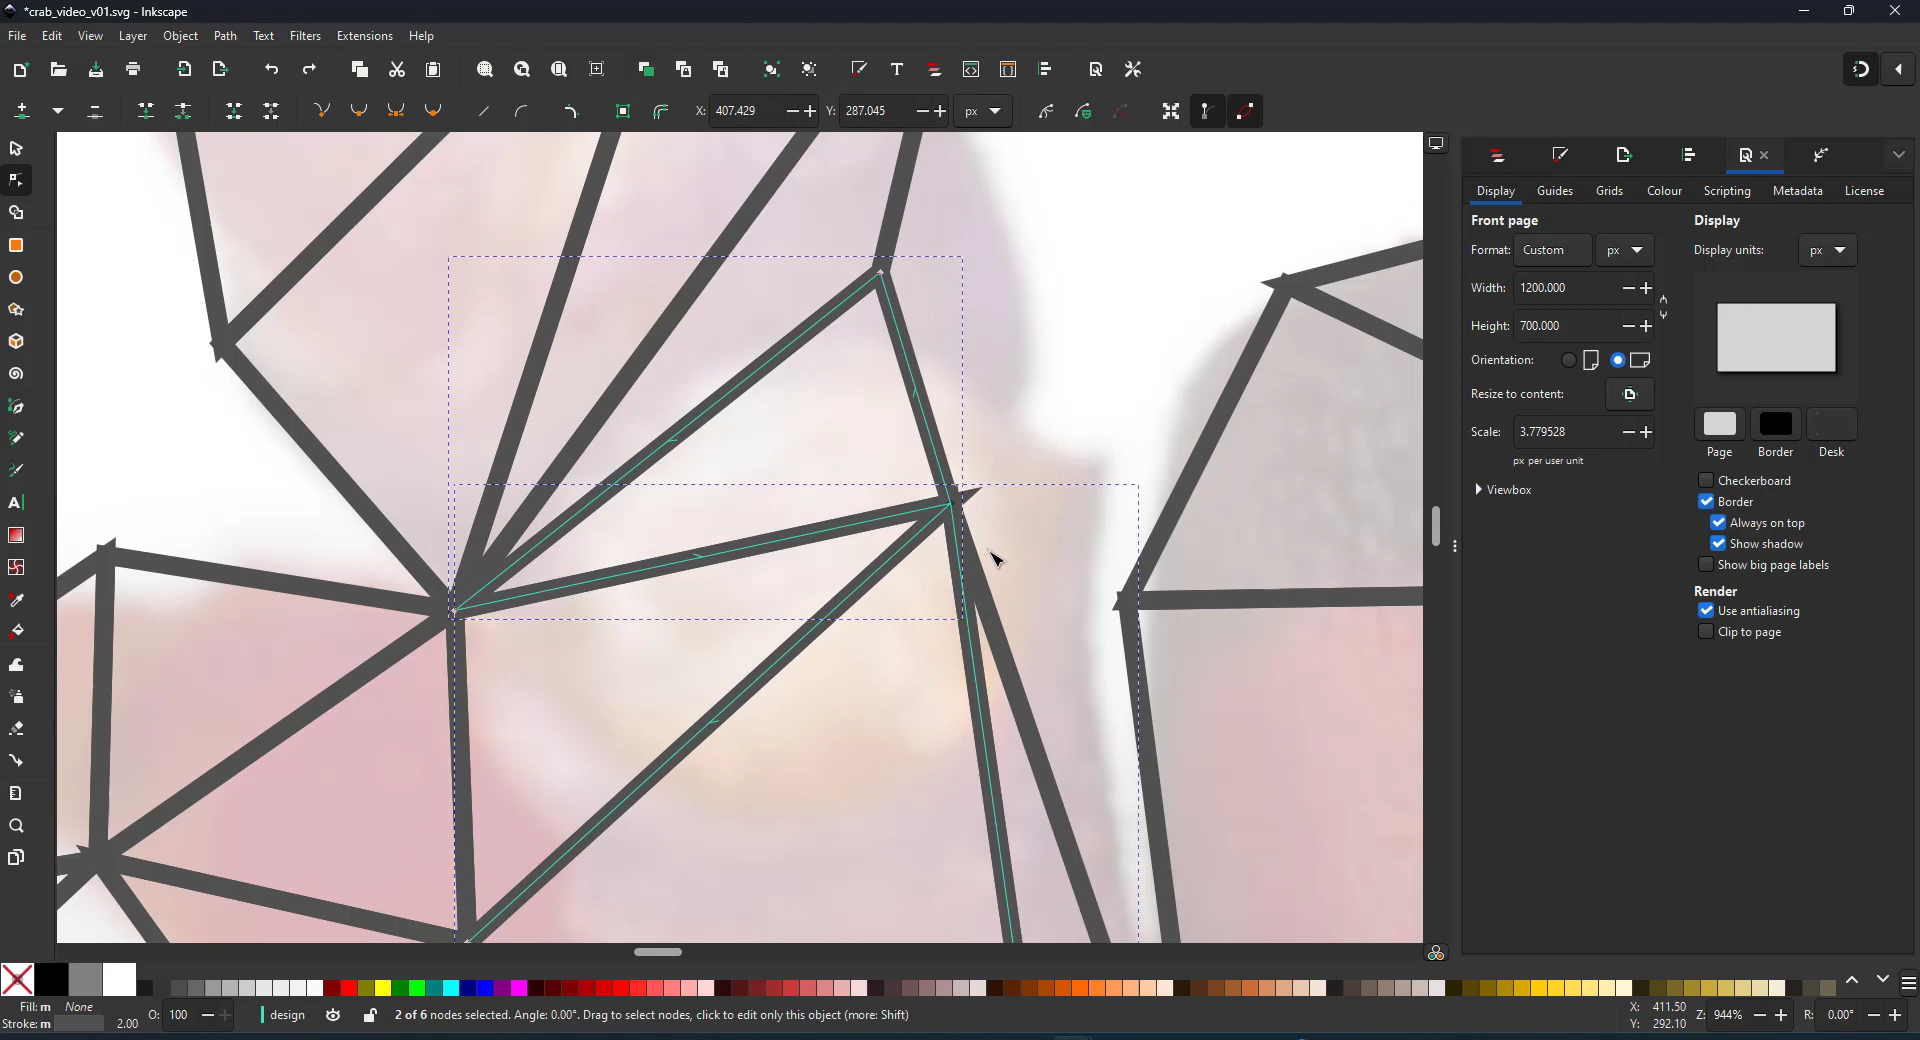 *crab_video_v01.svg - Inkscape
File Edit View Layer Object Path Text Filters Extensions Help
X: 407.429 Y: 287.045 px
Display Guides Grids Colour Scripting Metadata License
Front page
Format: Custom px
Width: 1200.000
Height: 700.000
Orientation:
Resize to content:
Scale: 3.779528
px per user unit
Viewbox
Display
Display units: px
Page Border Desk
Checkerboard
Border
Always on top
Show shadow
Show big page labels
Render
Use antialiasing
Clip to page
Fill: m None
Stroke: m 2.00
O: 100
design
2 of 6 nodes selected. Angle: 0.00°. Drag to select nodes, click to edit only this object (more: Shift)
X: 411.50
Y: 292.10
Z: 944%
R: 0.00°